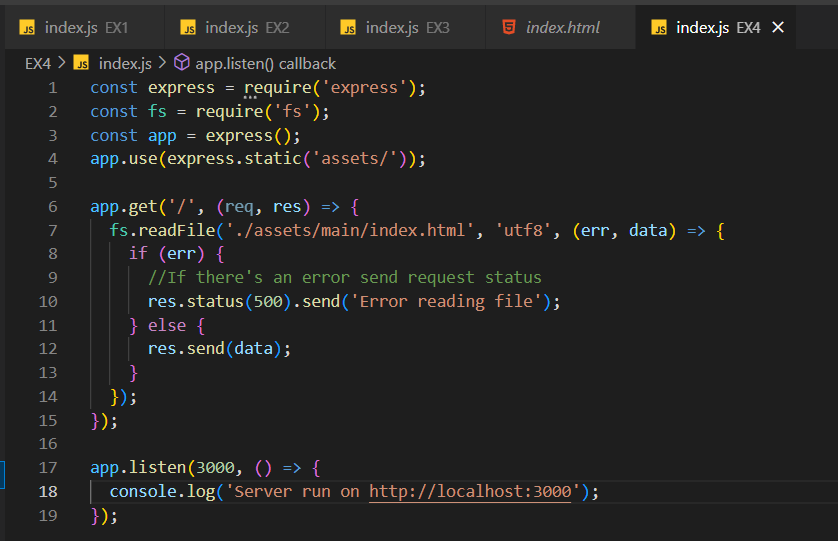 index.js EX1
index.js EX2
index.js EX3
index.html
index.js EX4
EX4 > JS index.js > app.listen() callback
1 const express = require('express');
2 const fs = require('fs');
3 const app = express();
4 app.use(express.static('assets/'));
5
6 app.get('/', (req, res) => {
7 fs.readFile('./assets/main/index.html', 'utf8', (err, data) => {
8 if (err) {
9 //If there's an error send request status
10 res.status(500).send('Error reading file');
11 } else {
12 res.send(data);
13 }
14 });
15 });
16
17 app.listen(3000, () => {
18 console.log('Server run on http://localhost:3000');
19 });